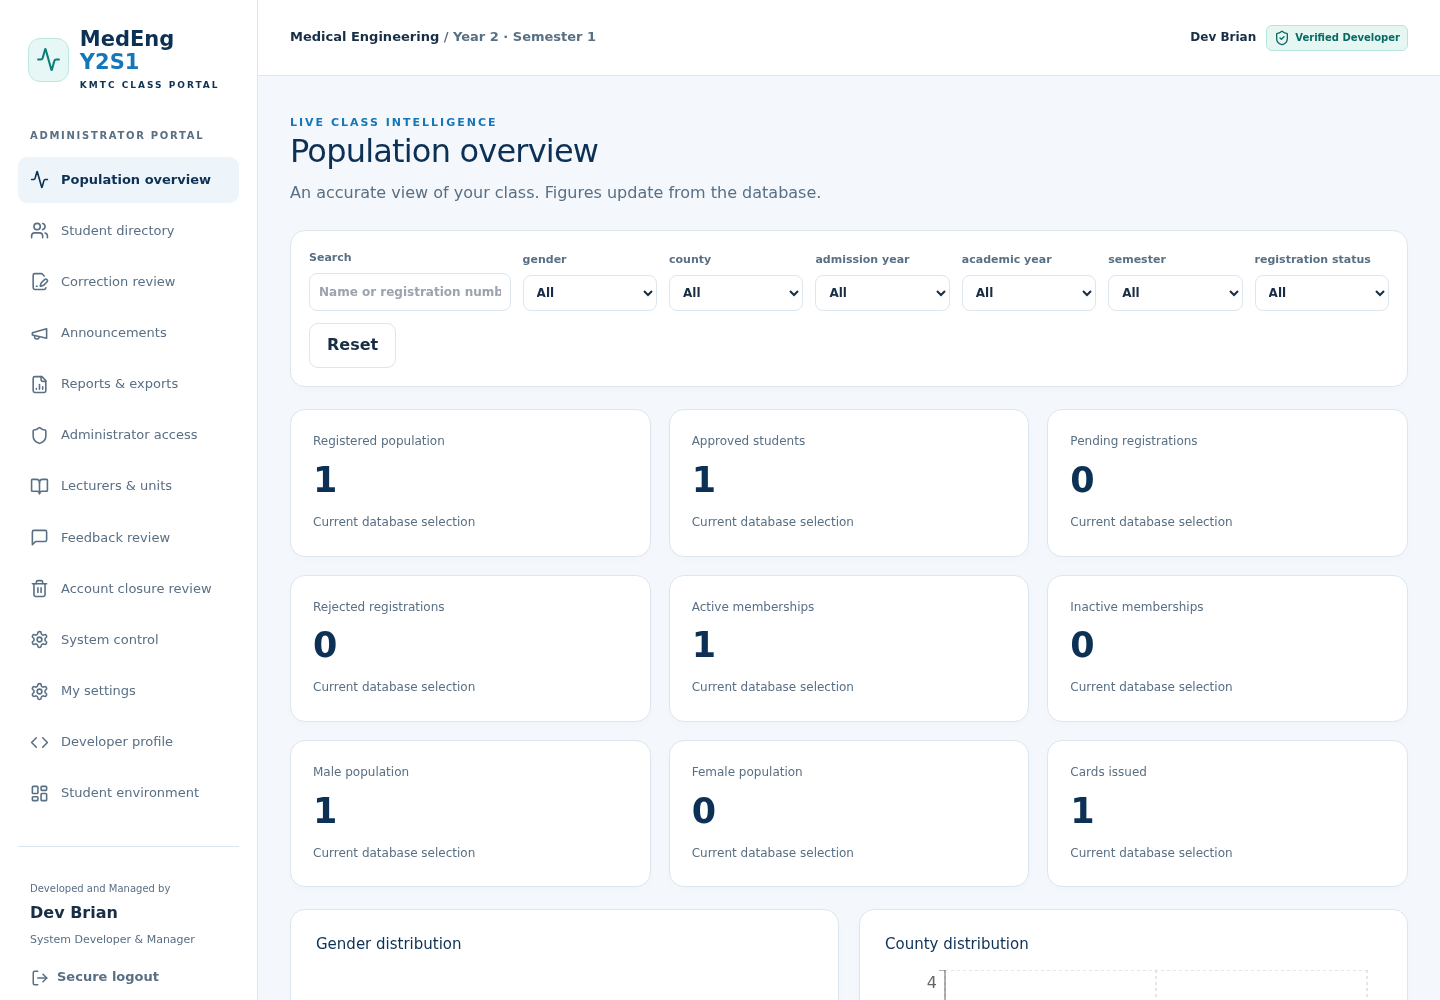 MedEng
Y2S1
KMTC CLASS PORTAL
ADMINISTRATOR PORTAL
Population overview
Student directory
Correction review
Announcements
Reports & exports
Administrator access
Lecturers & units
Feedback review
Account closure review
System control
My settings
Developer profile
Student environment
Developed and Managed by
Dev Brian
System Developer & Manager
Secure logout
Medical Engineering / Year 2 · Semester 1
Dev Brian
Verified Developer
LIVE CLASS INTELLIGENCE
Population overview
An accurate view of your class. Figures update from the database.
Search
Name or registration numb
gender
All
county
All
admission year
All
academic year
All
semester
All
registration status
All
Reset
Registered population
1
Current database selection
Approved students
1
Current database selection
Pending registrations
0
Current database selection
Rejected registrations
0
Current database selection
Active memberships
1
Current database selection
Inactive memberships
0
Current database selection
Male population
1
Current database selection
Female population
0
Current database selection
Cards issued
1
Current database selection
Gender distribution
County distribution
4